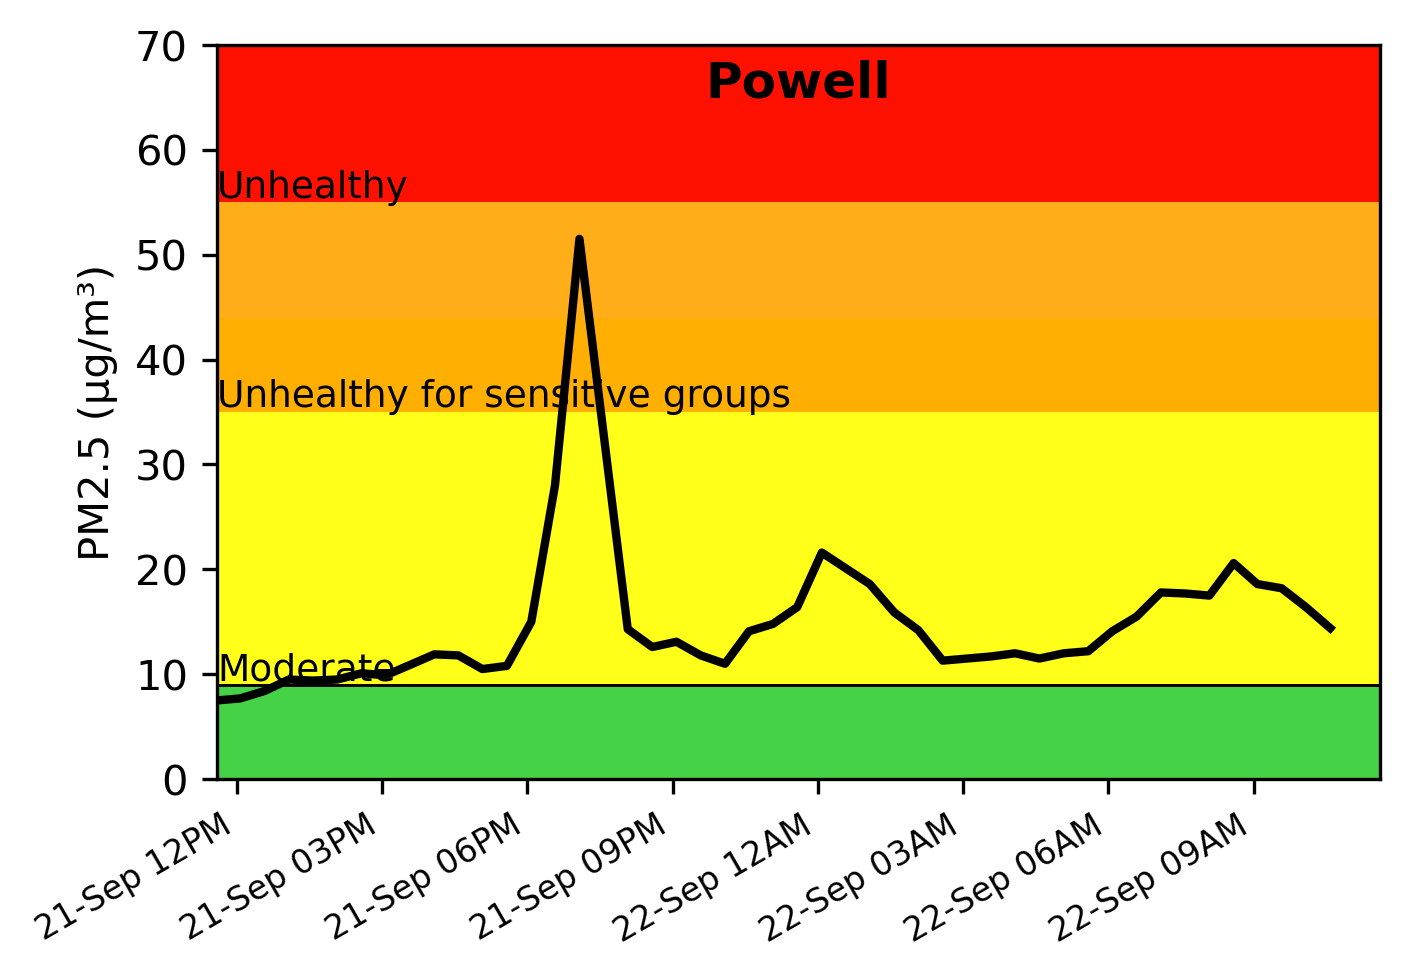 Powell
PM2.5 (µg/m³)
70
60
50
40
30
20
10
0
Unhealthy
Unhealthy for sensitive groups
Moderate
21-Sep 12PM
21-Sep 03PM
21-Sep 06PM
21-Sep 09PM
22-Sep 12AM
22-Sep 03AM
22-Sep 06AM
22-Sep 09AM